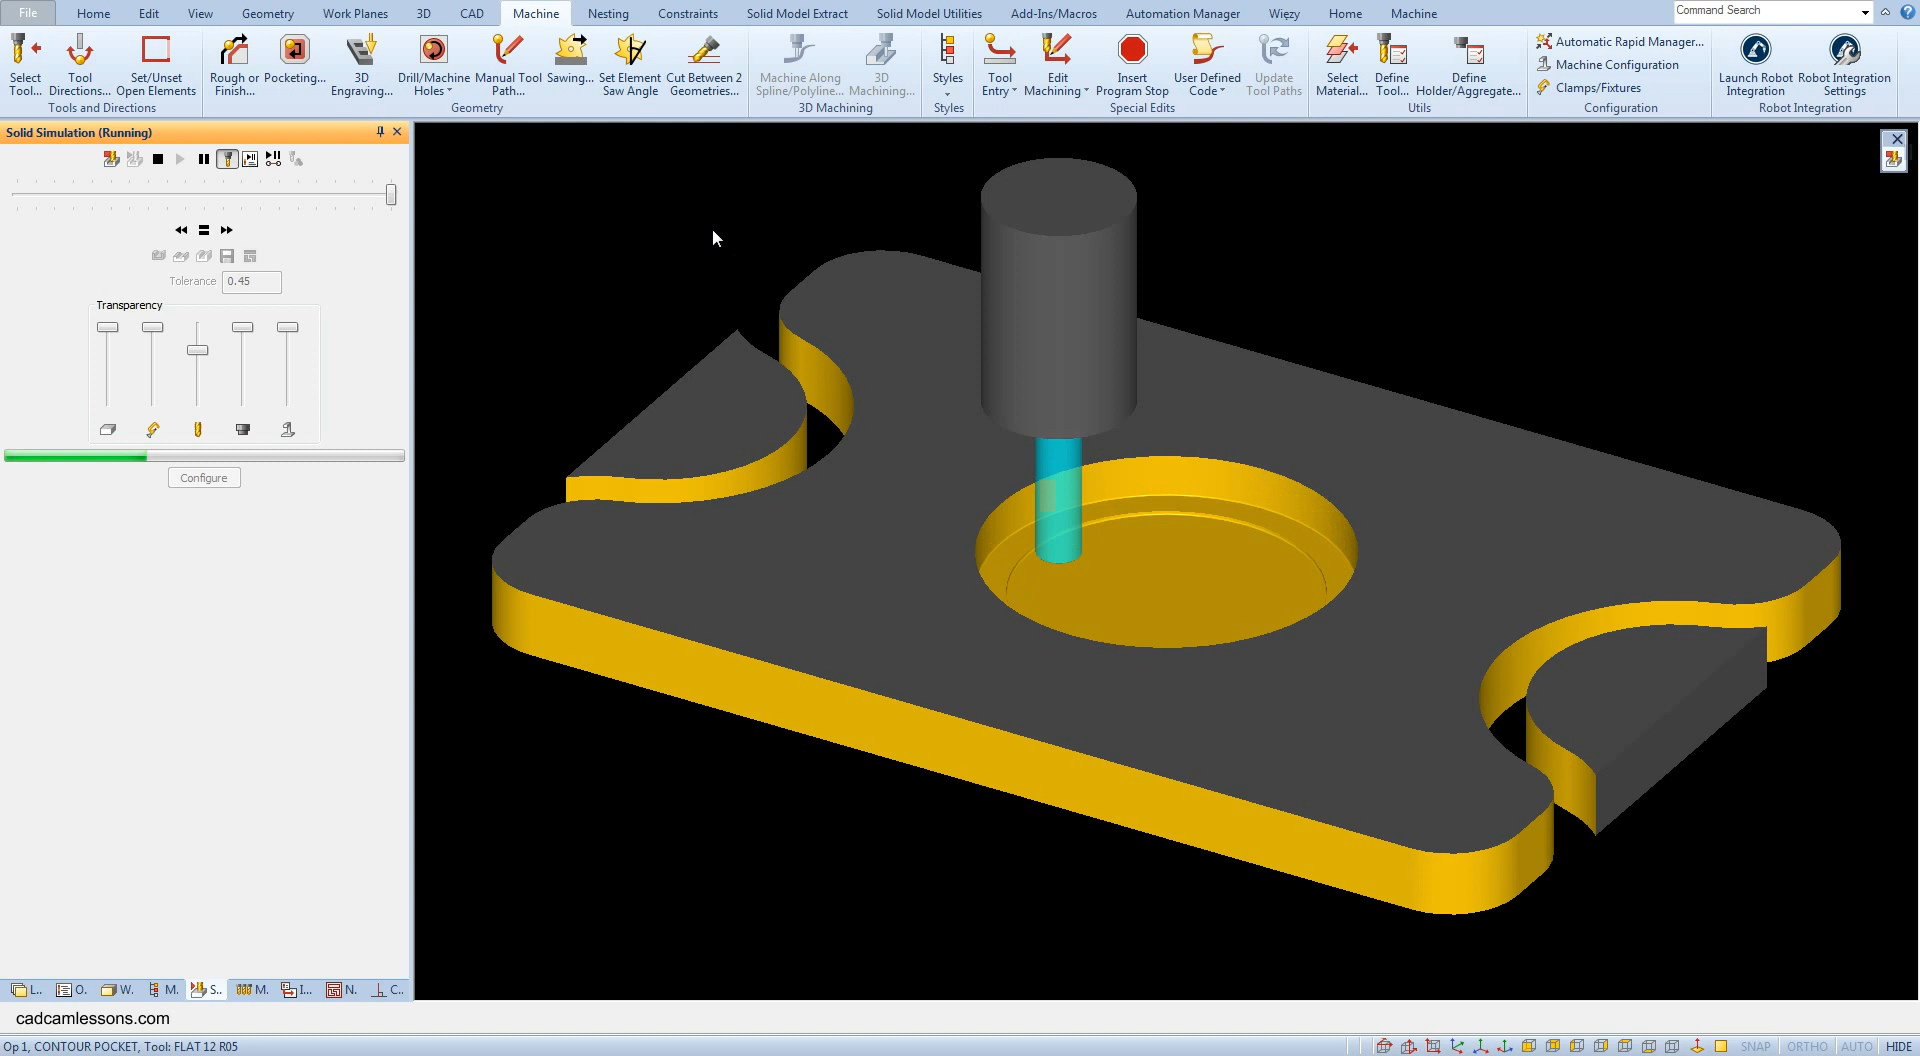 File Home Edit View Geometry Work Planes 3D CAD Machine Nesting Constraints Solid Model Extract Solid Model Utilities Add-Ins/Macros Automation Manager Więzy Home Machine Command Search
Select Tool...
Tool Directions...
Set/Unset Open Elements
Tools and Directions
Rough or Finish...
Pocketing...
3D Engraving...
Drill/Machine Holes
Manual Tool Path...
Sawing...
Set Element Saw Angle
Cut Between 2 Geometries...
Geometry
Machine Along Spline/Polyline...
3D Machining...
3D Machining
Styles
Styles
Tool Entry
Edit Machining
Insert Program Stop
User Defined Code
Update Tool Paths
Special Edits
Select Material...
Define Tool...
Define Holder/Aggregate...
Utils
Automatic Rapid Manager...
Machine Configuration
Clamps/Fixtures
Configuration
Launch Robot Integration
Robot Integration Settings
Robot Integration
Solid Simulation (Running)
Tolerance 0.45
Transparency
Configure
L... O. W. M. S.. M. I... N. C..
cadcamlessons.com
Op 1, CONTOUR POCKET, Tool: FLAT 12 R05
SNAP ORTHO AUTO HIDE